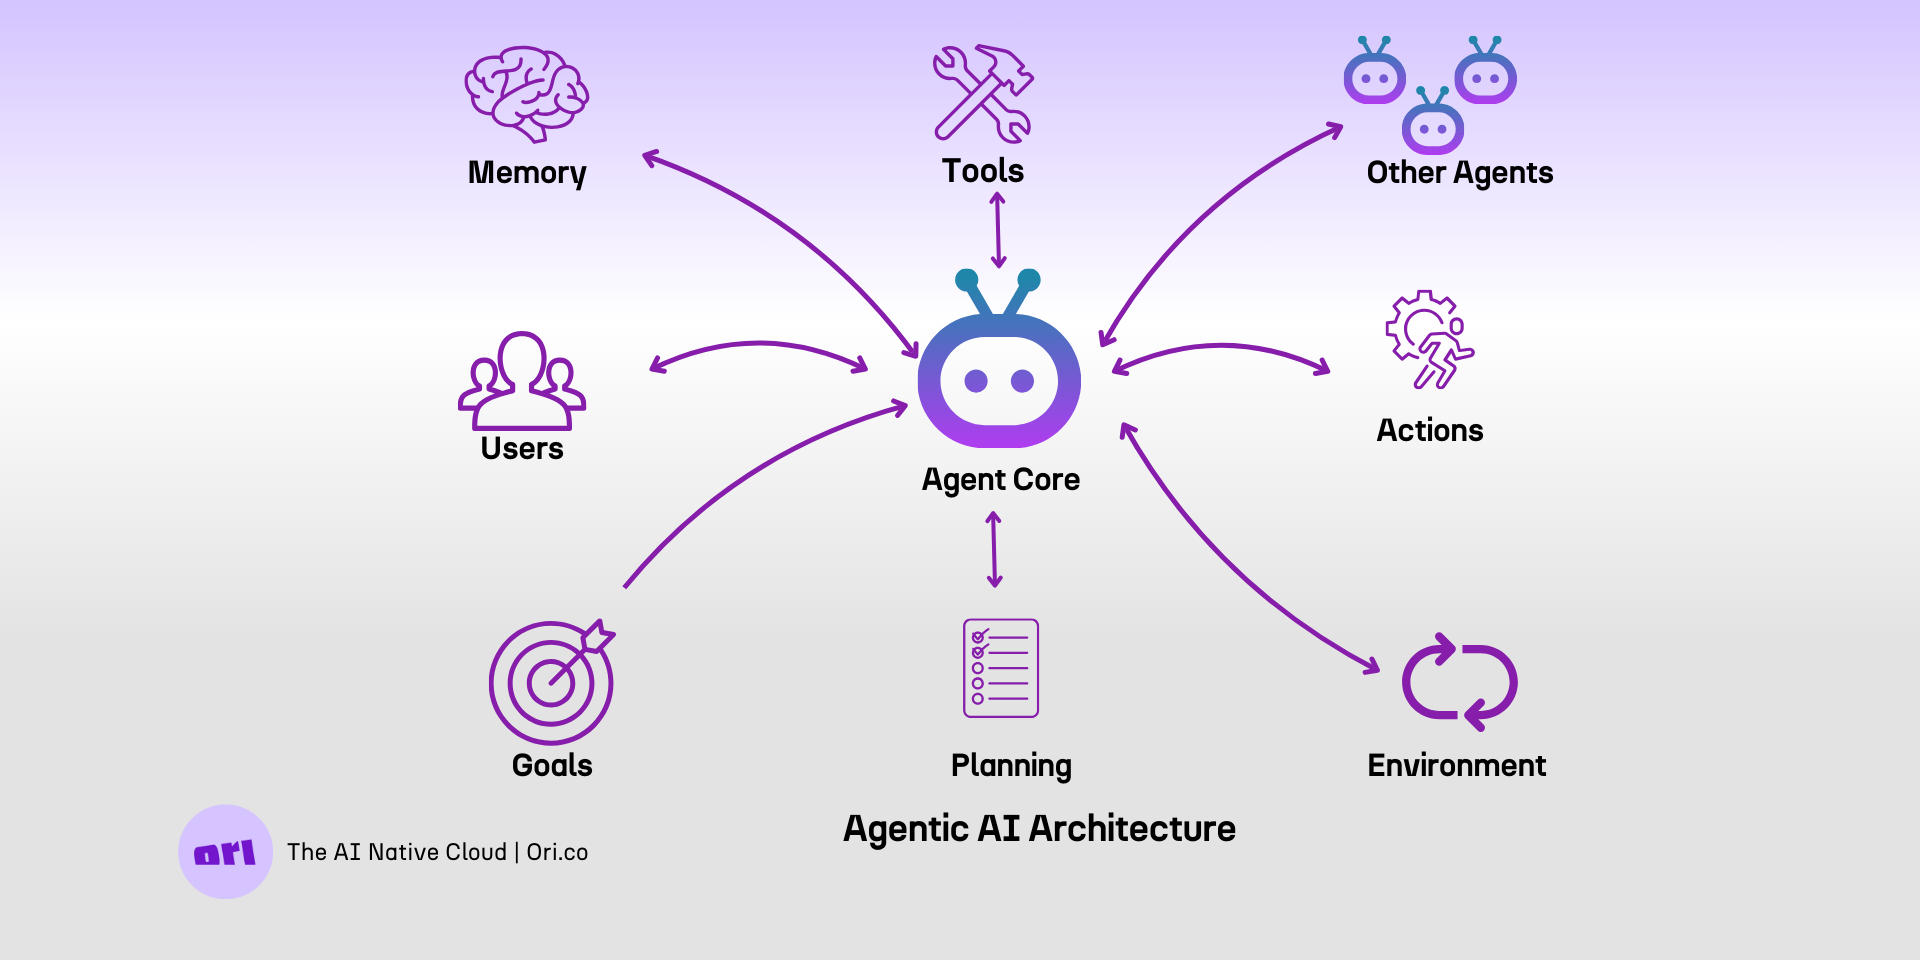 Memory
Tools
Other Agents
Users
Agent Core
Actions
Goals
Planning
Environment
Agentic AI Architecture
ori
The AI Native Cloud | Ori.co